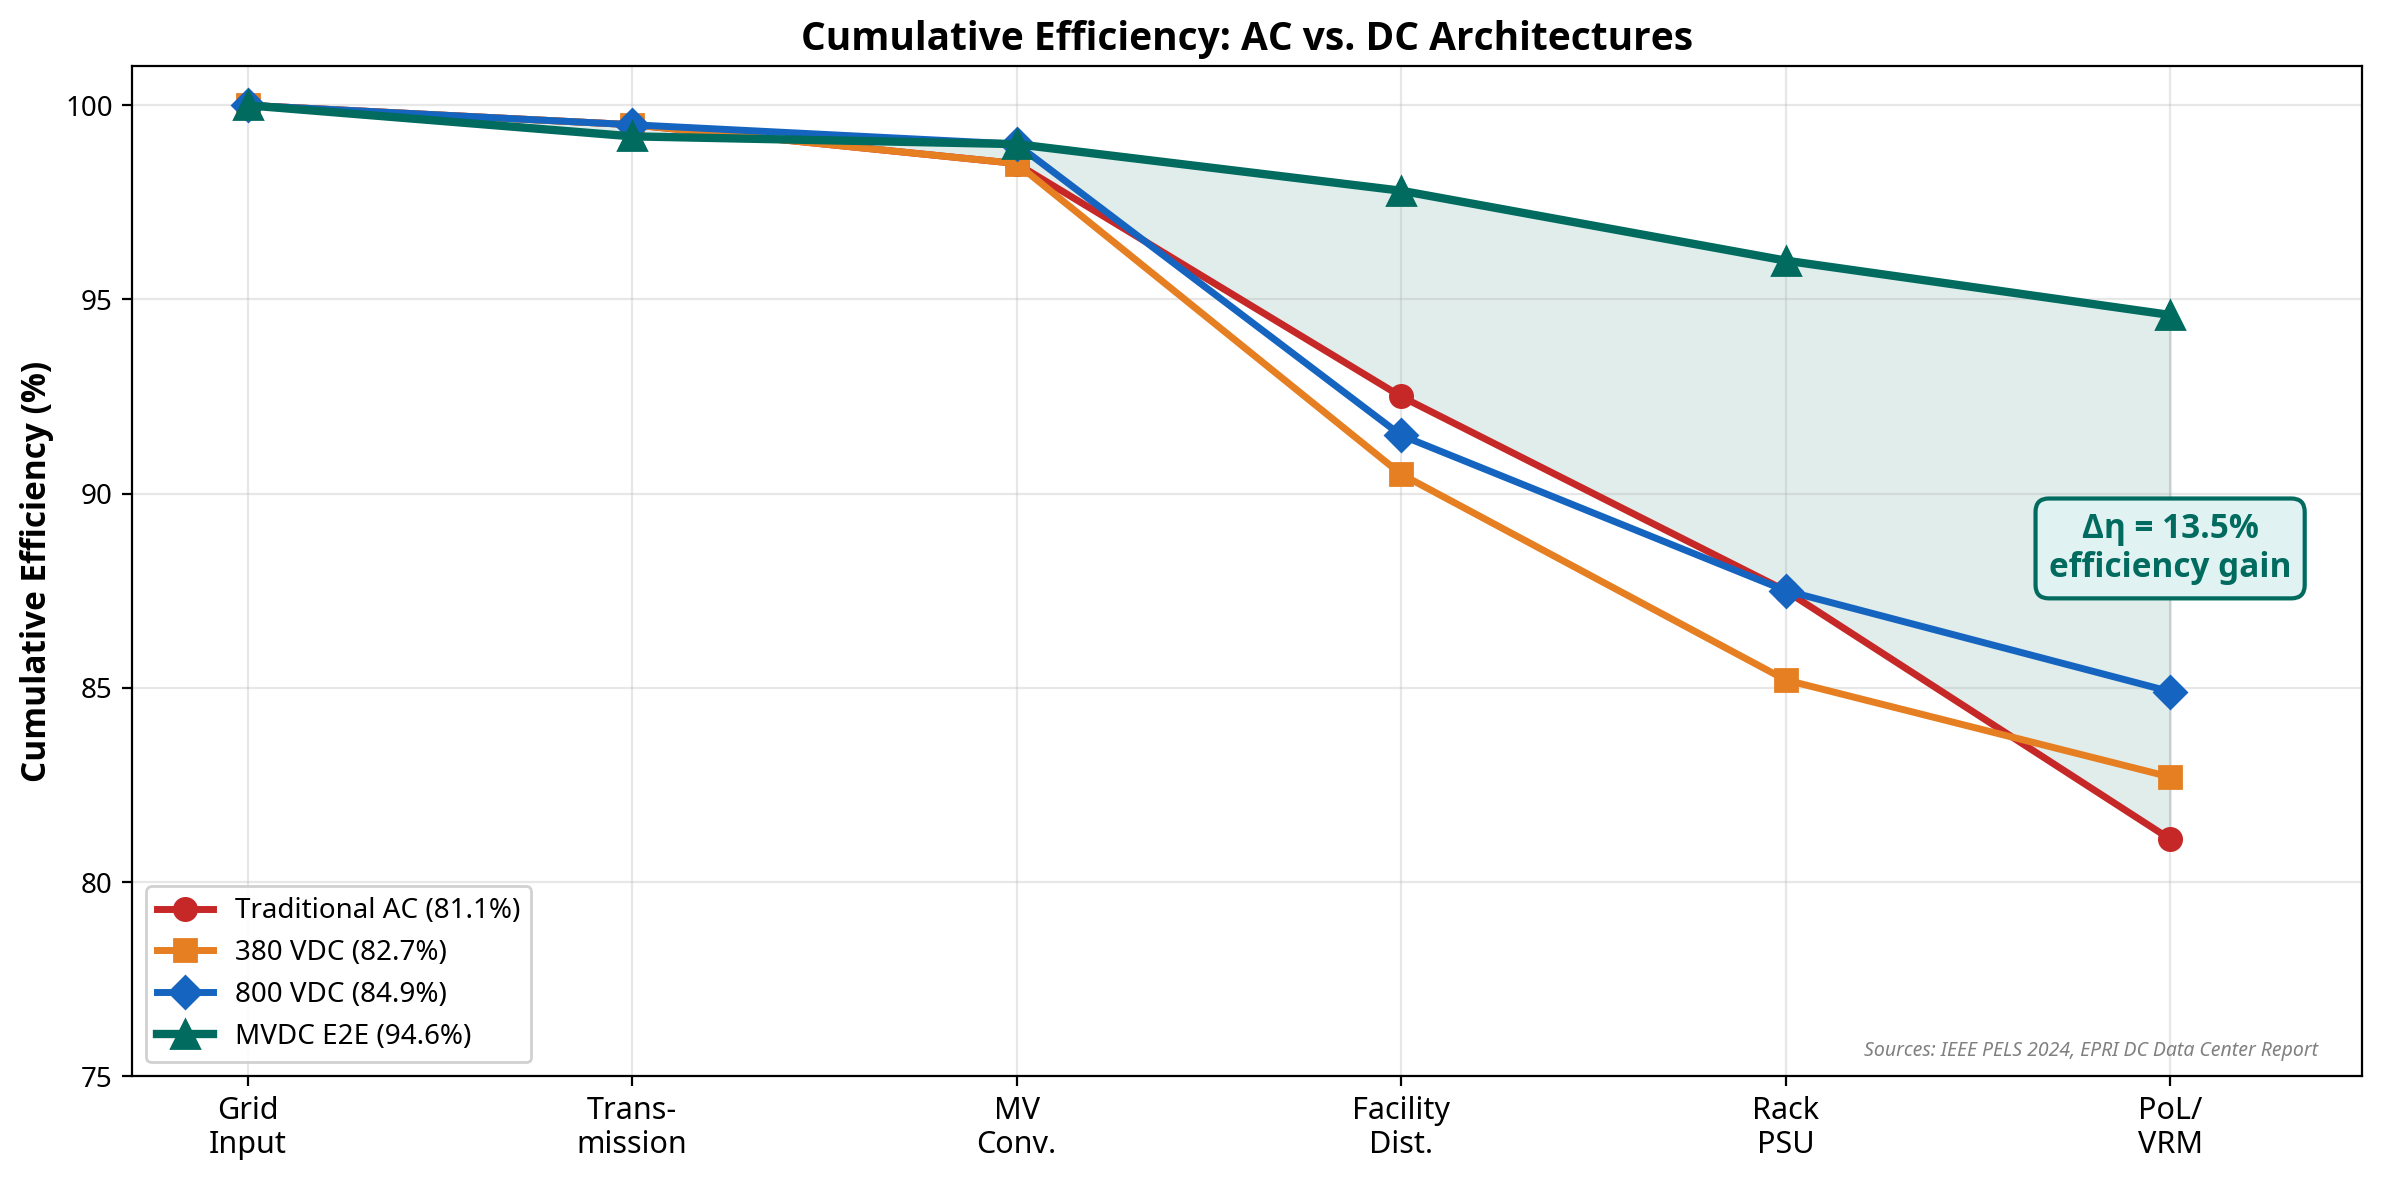 Cumulative Efficiency: AC vs. DC Architectures
Cumulative Efficiency (%)
100
95
90
85
80
75
Δη = 13.5%
efficiency gain
Traditional AC (81.1%)
380 VDC (82.7%)
800 VDC (84.9%)
MVDC E2E (94.6%)
Sources: IEEE PELS 2024, EPRI DC Data Center Report
Grid
Input
Trans-
mission
MV
Conv.
Facility
Dist.
Rack
PSU
PoL/
VRM